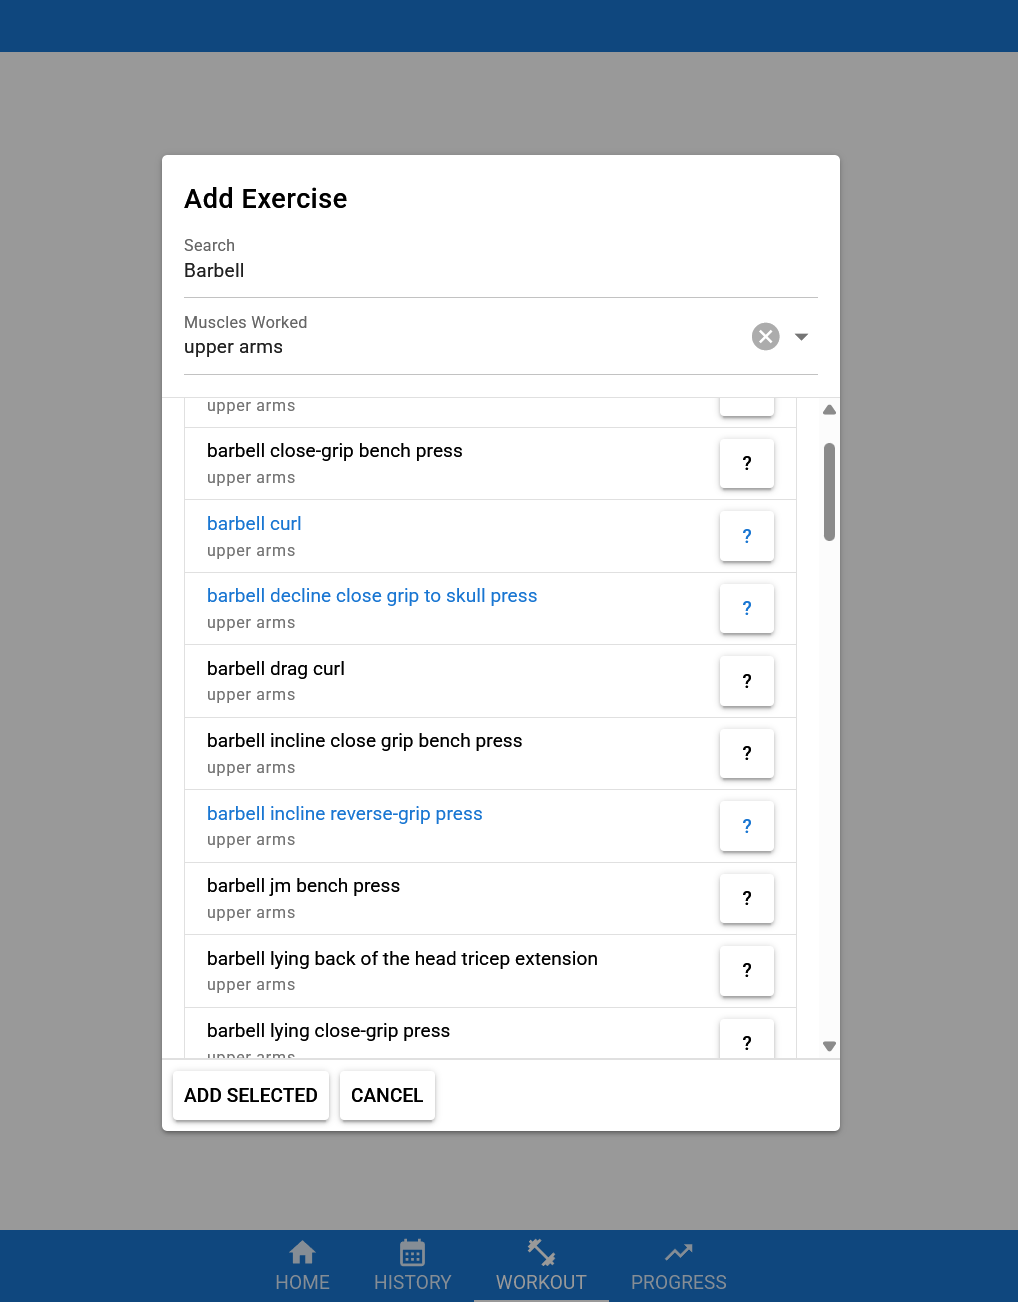 Add Exercise
Search
Barbell
Muscles Worked
upper arms
upper arms
barbell close-grip bench press
?
upper arms
barbell curl
?
upper arms
barbell decline close grip to skull press
?
upper arms
barbell drag curl
?
upper arms
barbell incline close grip bench press
?
upper arms
barbell incline reverse-grip press
?
upper arms
barbell jm bench press
?
upper arms
barbell lying back of the head tricep extension
?
upper arms
barbell lying close-grip press
?
upper arms
ADD SELECTED CANCEL
HOME HISTORY WORKOUT PROGRESS